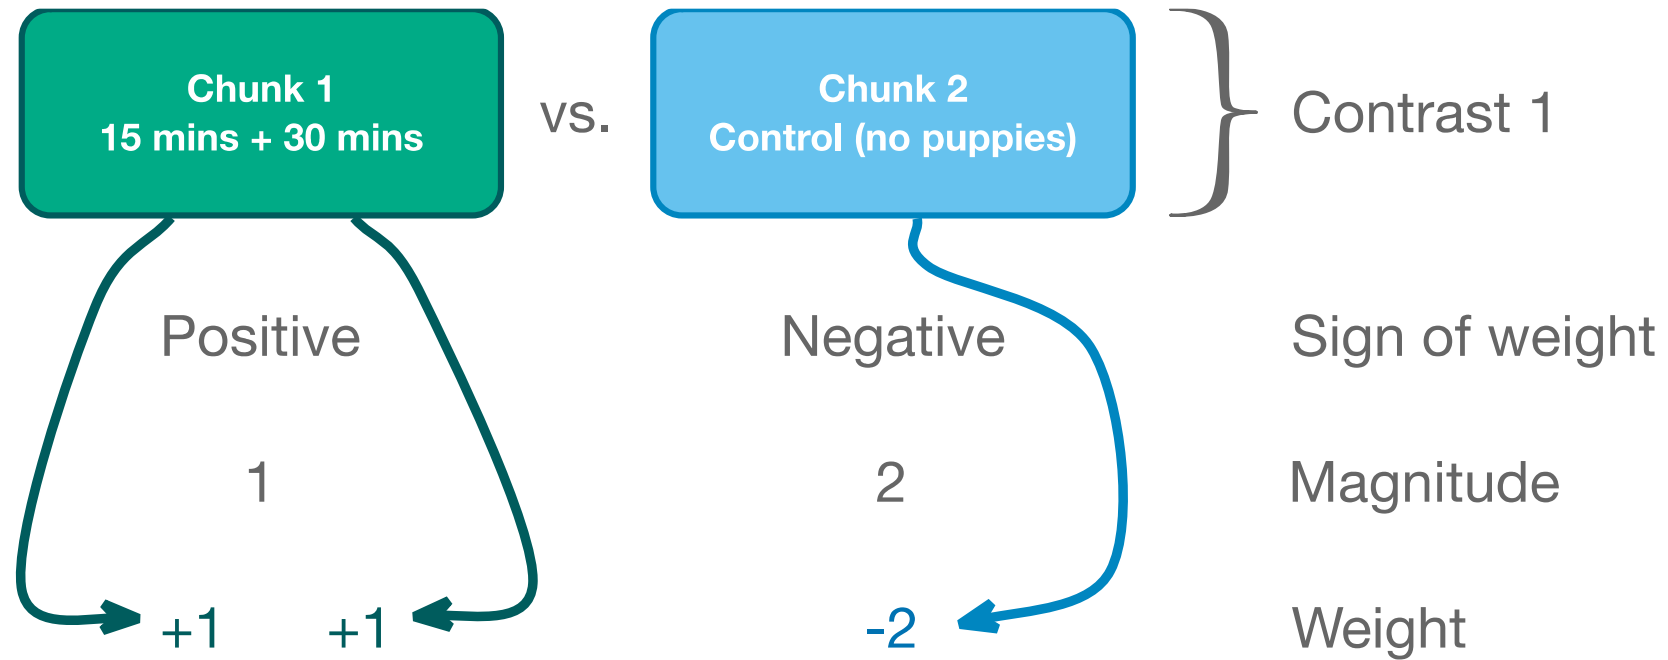 Chunk 1
15 mins + 30 mins
vs.
Chunk 2
Control (no puppies)
Contrast 1
Positive
Negative
Sign of weight
1
2
Magnitude
+1
+1
-2
Weight